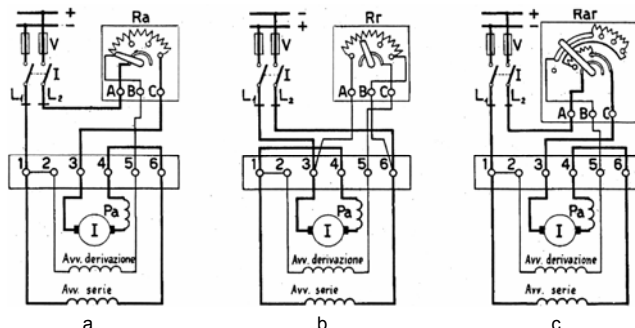 Ra
+
−
V
I
L1 L2
A B C
1 2 3 4 5 6
I
Pa
Avv. derivazione
Avv. serie
a
Rr
+
−
V
I
L1 L2
A B C
1 2 3 4 5 6
I
Pa
Avv. derivazione
Avv. serie
b
Rar
+
−
V
I
L1 L2
A B C
1 2 3 4 5 6
I
Pa
Avv. derivazione
Avv. serie
c